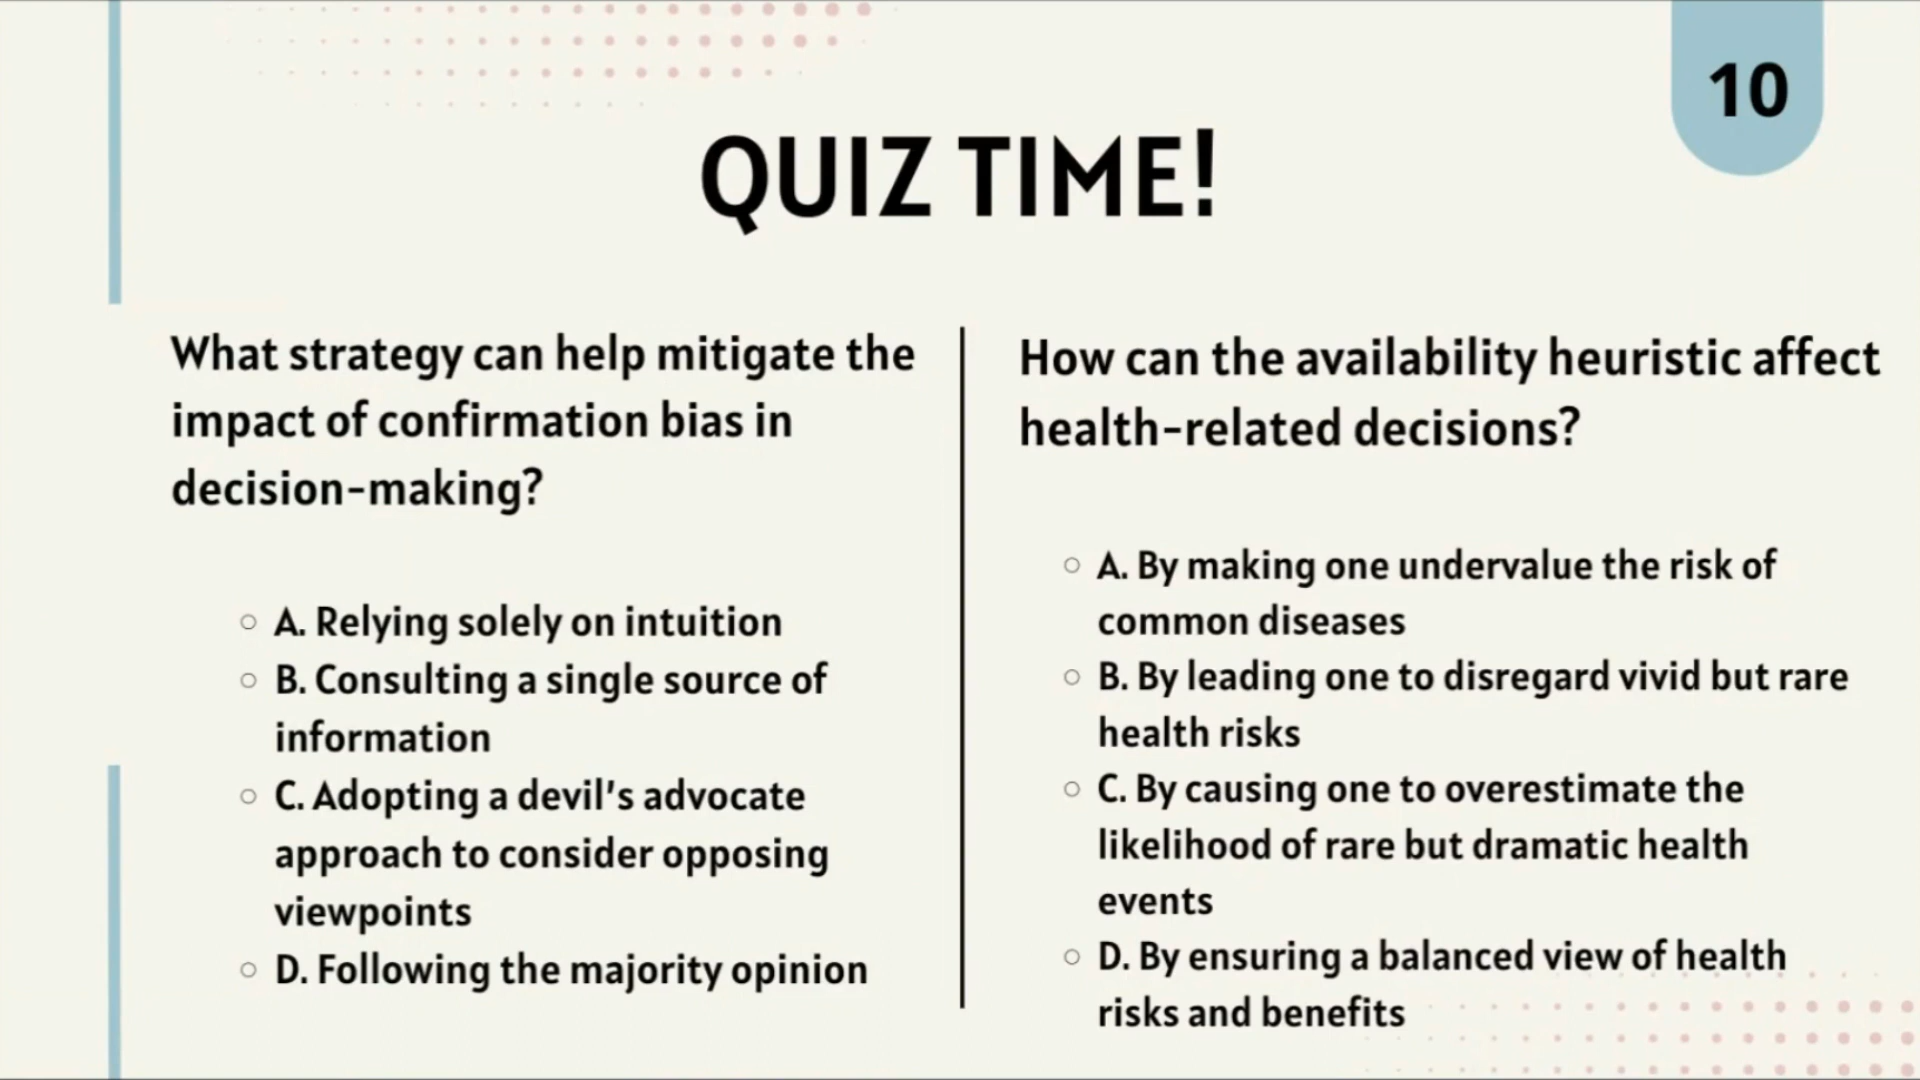 10
QUIZ TIME!
What strategy can help mitigate the
impact of confirmation bias in
decision-making?
A. Relying solely on intuition
B. Consulting a single source of
information
C. Adopting a devil's advocate
approach to consider opposing
viewpoints
D. Following the majority opinion
How can the availability heuristic affect
health-related decisions?
A. By making one undervalue the risk of
common diseases
B. By leading one to disregard vivid but rare
health risks
C. By causing one to overestimate the
likelihood of rare but dramatic health
events
D. By ensuring a balanced view of health
risks and benefits